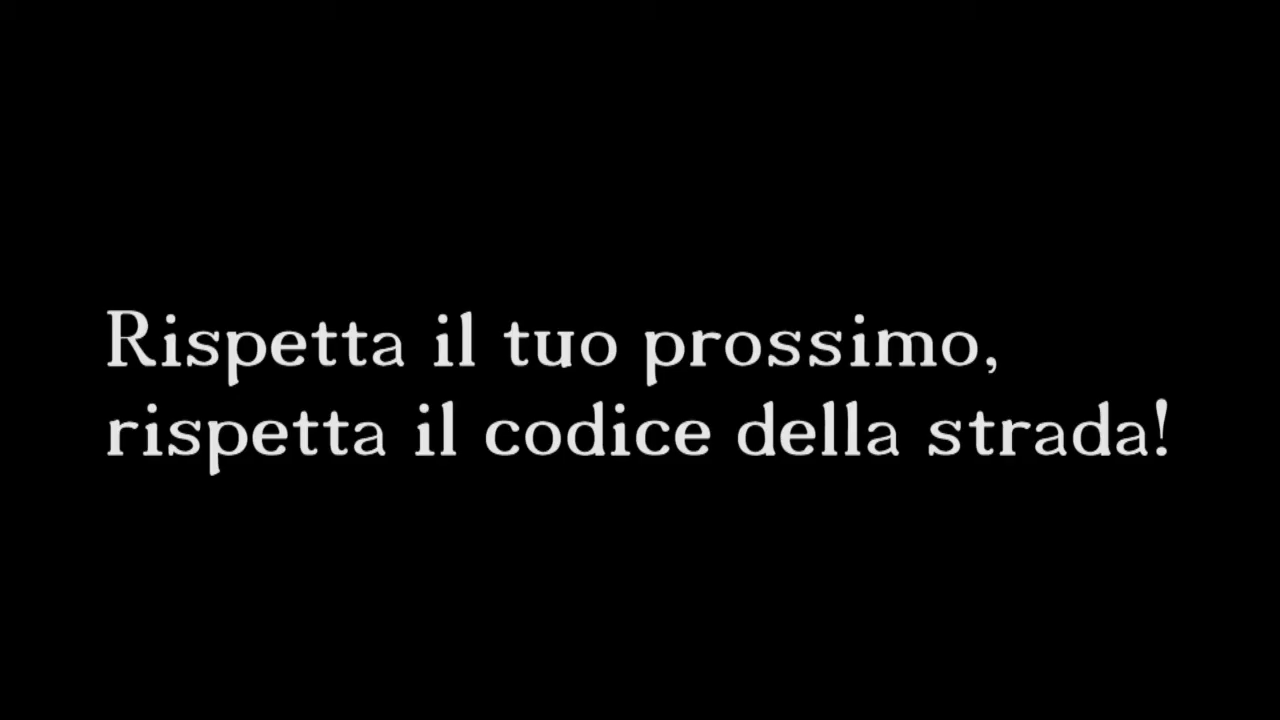 Rispetta il tuo prossimo,
rispetta il codice della strada!